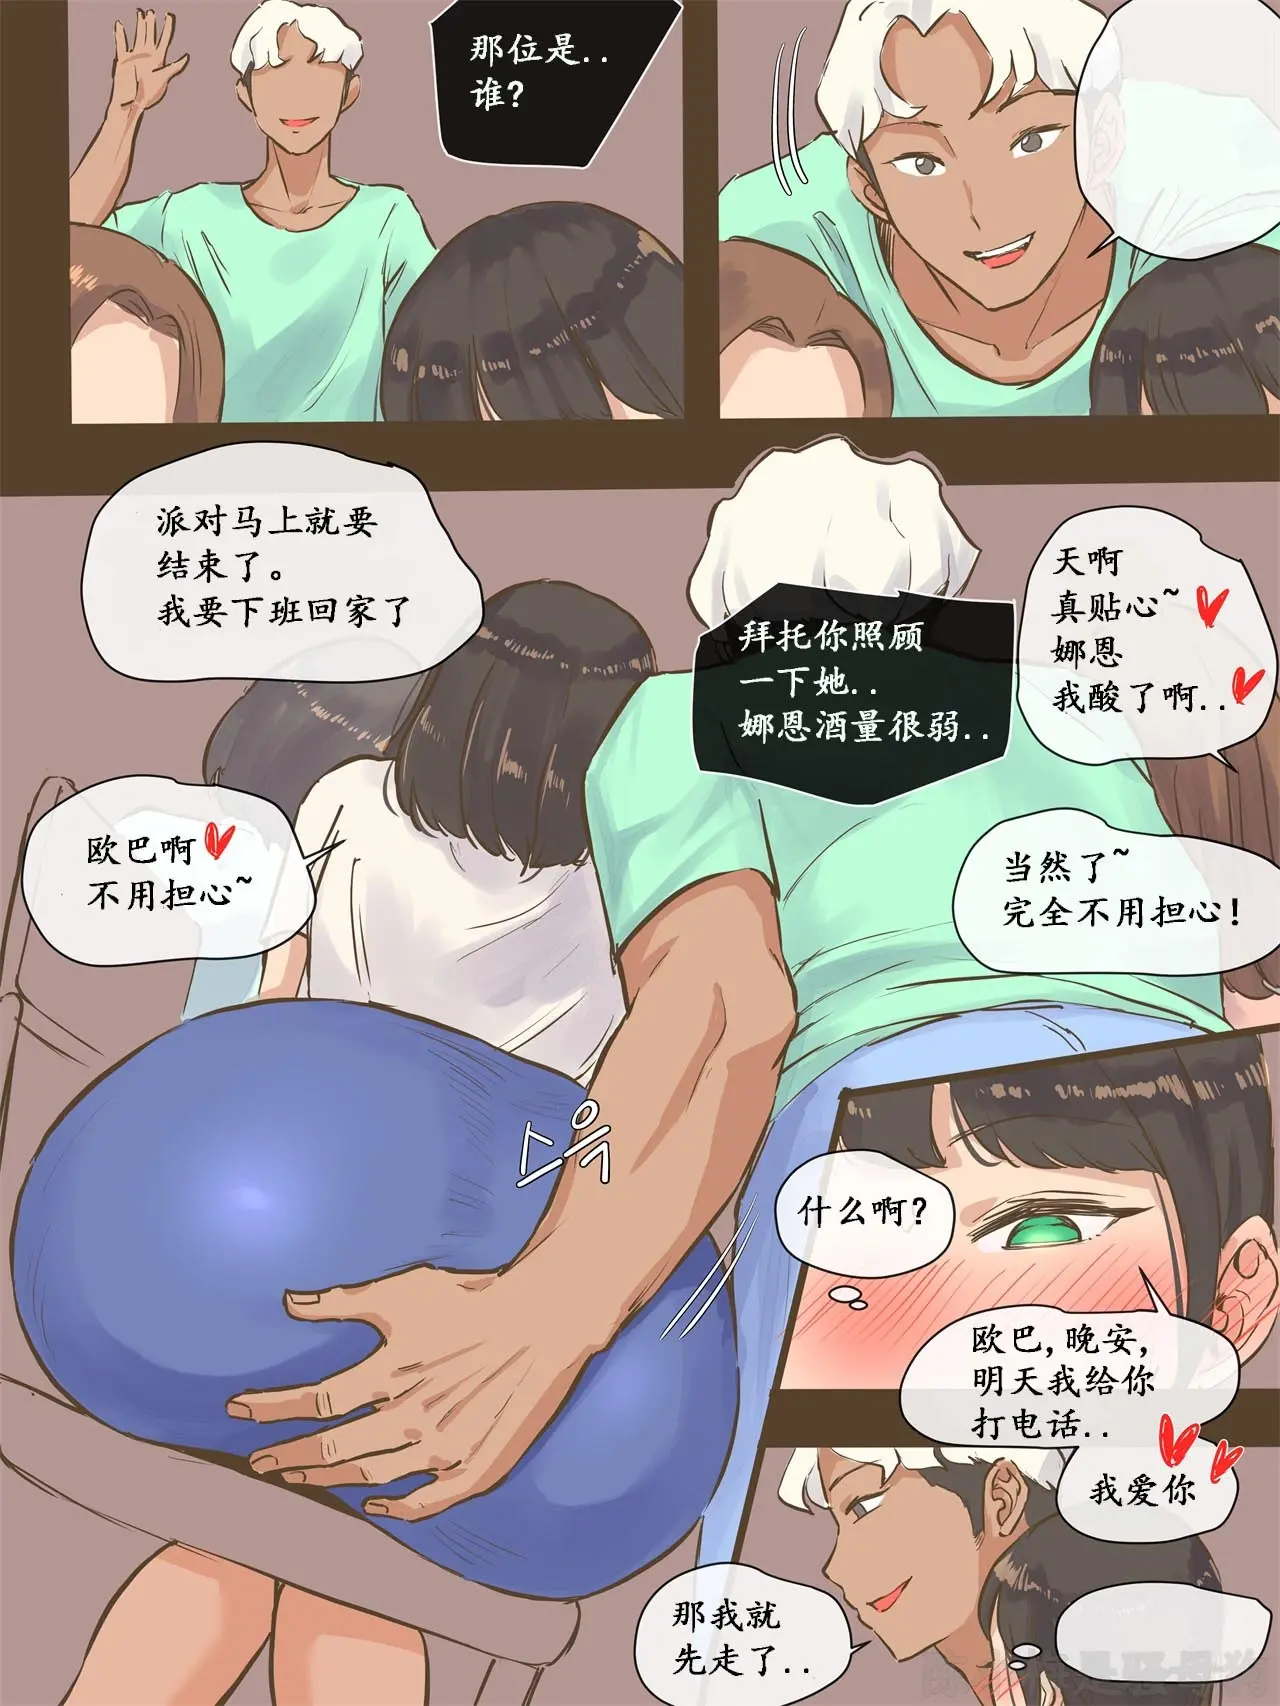 那位是..
谁?
派对马上就要
结束了。
我要下班回家了
天啊
真贴心~
娜恩
我酸了啊..
拜托你照顾
一下她..
娜恩酒量很弱..
欧巴啊
不用担心~
当然了~
完全不用担心!
스윽
什么啊?
欧巴,晚安,
明天我给你
打电话..
我爱你
那我就
先走了..